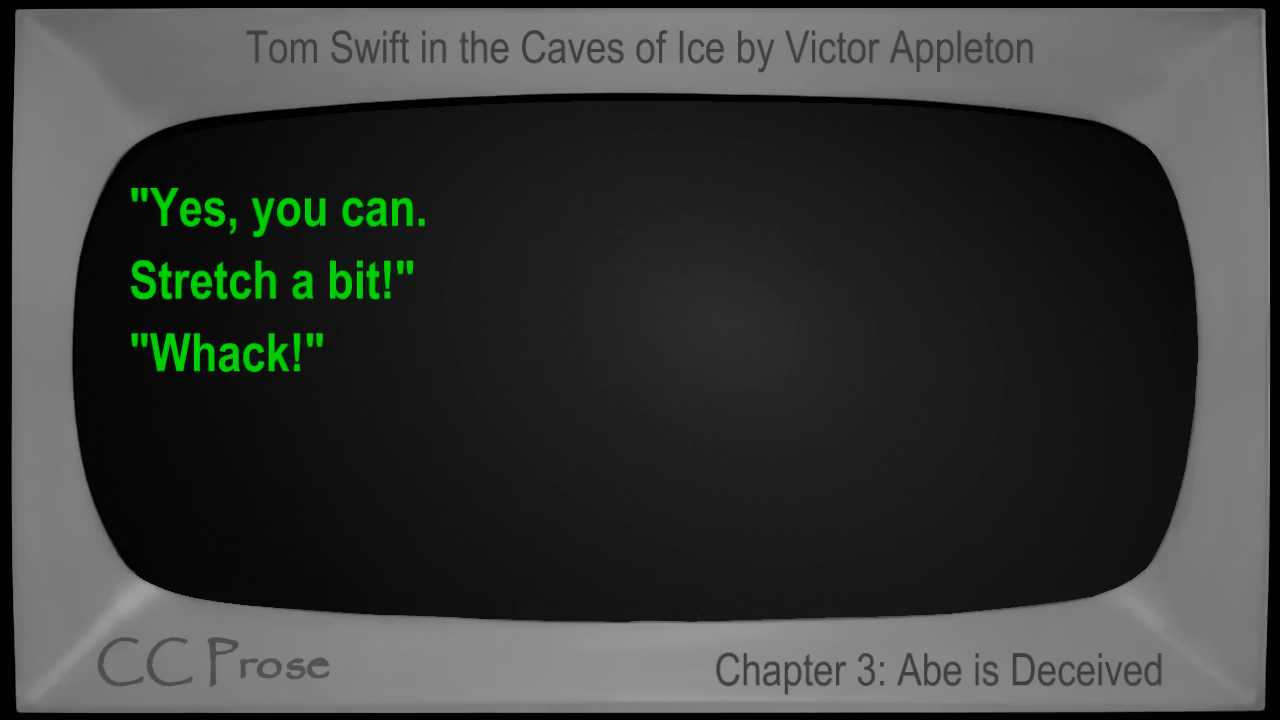 Tom Swift in the Caves of Ice by Victor Appleton
"Yes, you can.
Stretch a bit!"
"Whack!"
CC Prose
Chapter 3: Abe is Deceived